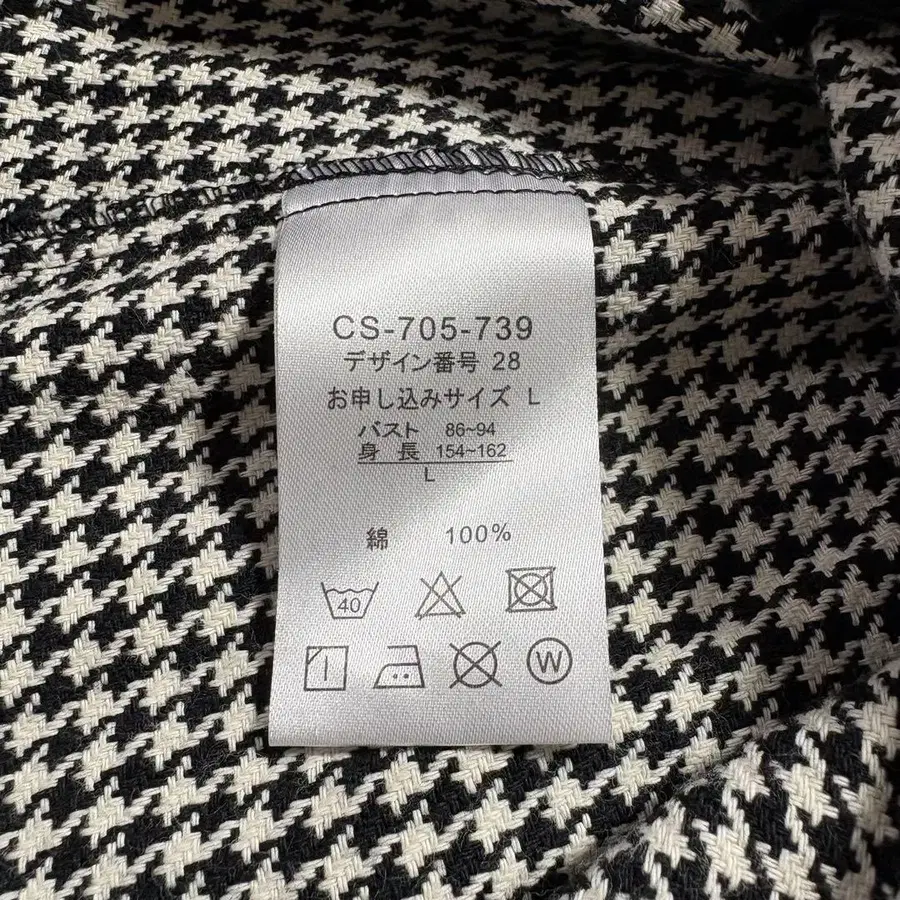 CS-705-739
デザイン番号 28
お申し込みサイズ L
バスト 86~94
身長 154~162
L
綿 100%
40
W